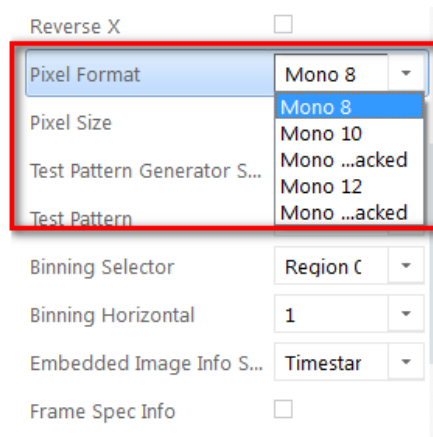 Reverse X
Pixel Format Mono 8
Mono 8
Pixel Size Mono 10
Mono ...acked
Test Pattern Generator S...
Mono 12
Test Pattern Mono ...acked
Binning Selector Region
Binning Horizontal 1
Embedded Image Info S... Timestar
Frame Spec Info